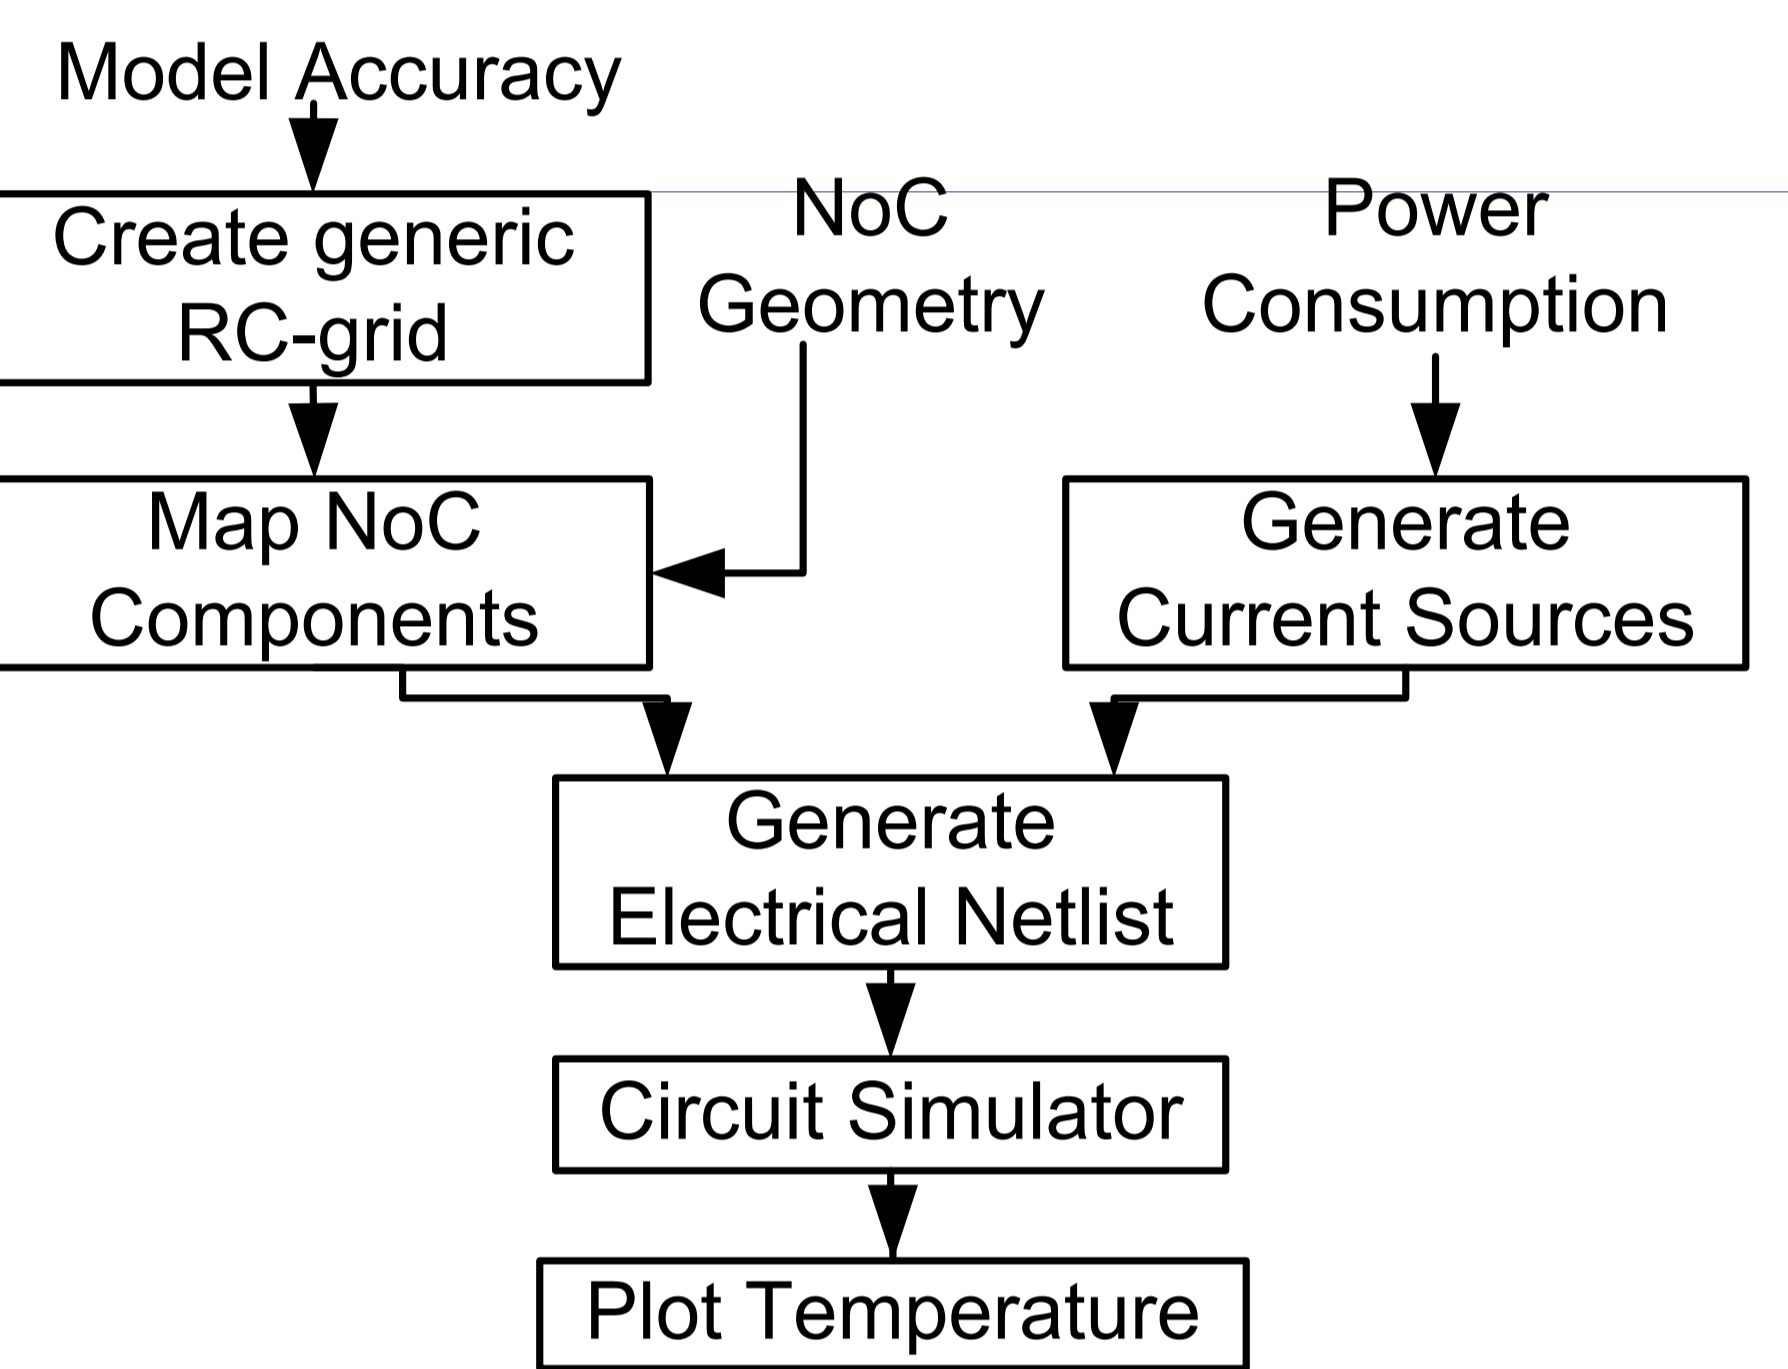 Model Accuracy
Create generic
RC-grid
NoC
Geometry
Power
Consumption
Map NoC
Components
Generate
Current Sources
Generate
Electrical Netlist
Circuit Simulator
Plot Temperature